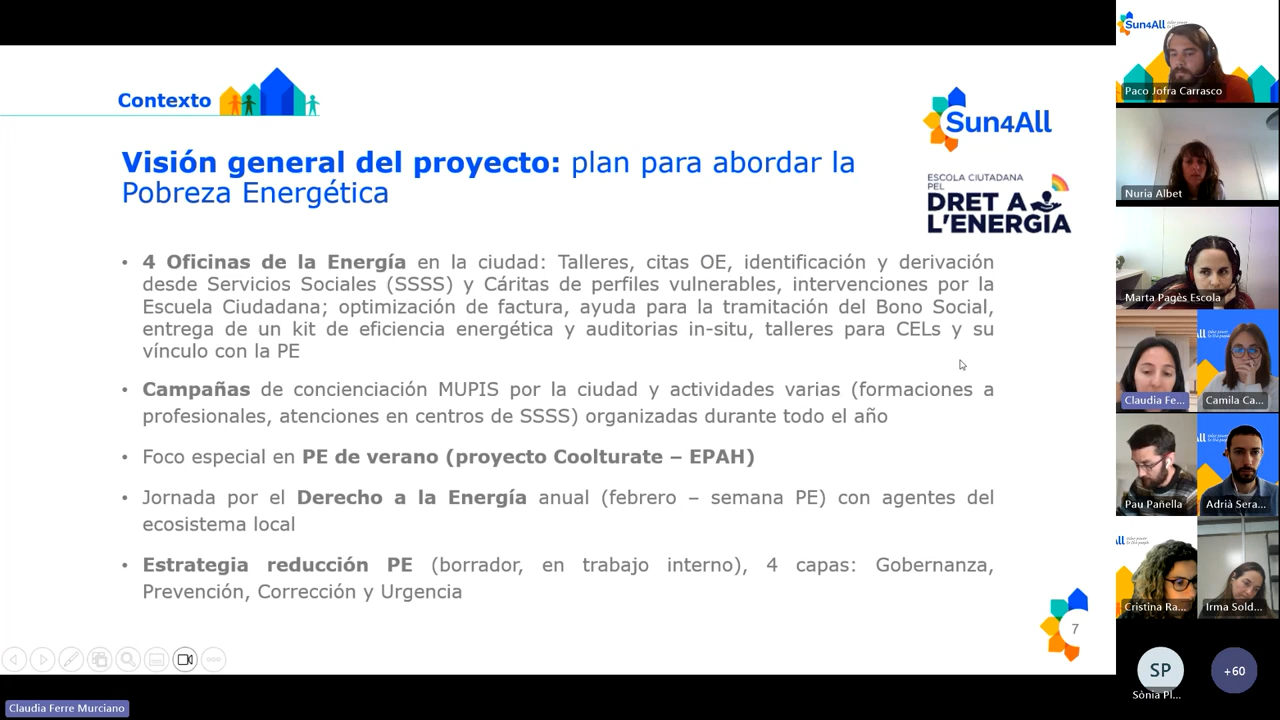 Contexto
Sun4All
Visión general del proyecto: plan para abordar la
Pobreza Energética
ESCOLA CIUTADANA
PEL
DRET A
L'ENERGIA
• 4 Oficinas de la Energía en la ciudad: Talleres, citas OE, identificación y derivación
desde Servicios Sociales (SSSS) y Cáritas de perfiles vulnerables, intervenciones por la
Escuela Ciudadana; optimización de factura, ayuda para la tramitación del Bono Social,
entrega de un kit de eficiencia energética y auditorias in-situ, talleres para CELs y su
vínculo con la PE
• Campañas de concienciación MUPIS por la ciudad y actividades varias (formaciones a
profesionales, atenciones en centros de SSSS) organizadas durante todo el año
• Foco especial en PE de verano (proyecto Coolturate – EPAH)
• Jornada por el Derecho a la Energía anual (febrero – semana PE) con agentes del
ecosistema local
• Estrategia reducción PE (borrador, en trabajo interno), 4 capas: Gobernanza,
Prevención, Corrección y Urgencia
7
Claudia Ferre Murciano
Sun4All
Paco Jofra Carrasco
Nuria Albet
Marta Pagès Escola
Claudia Fe...
Camila Ca...
Pau Pañella
Adrià Sera...
Cristina Ra...
Irma Sold...
SP
Sònia Pl...
+60